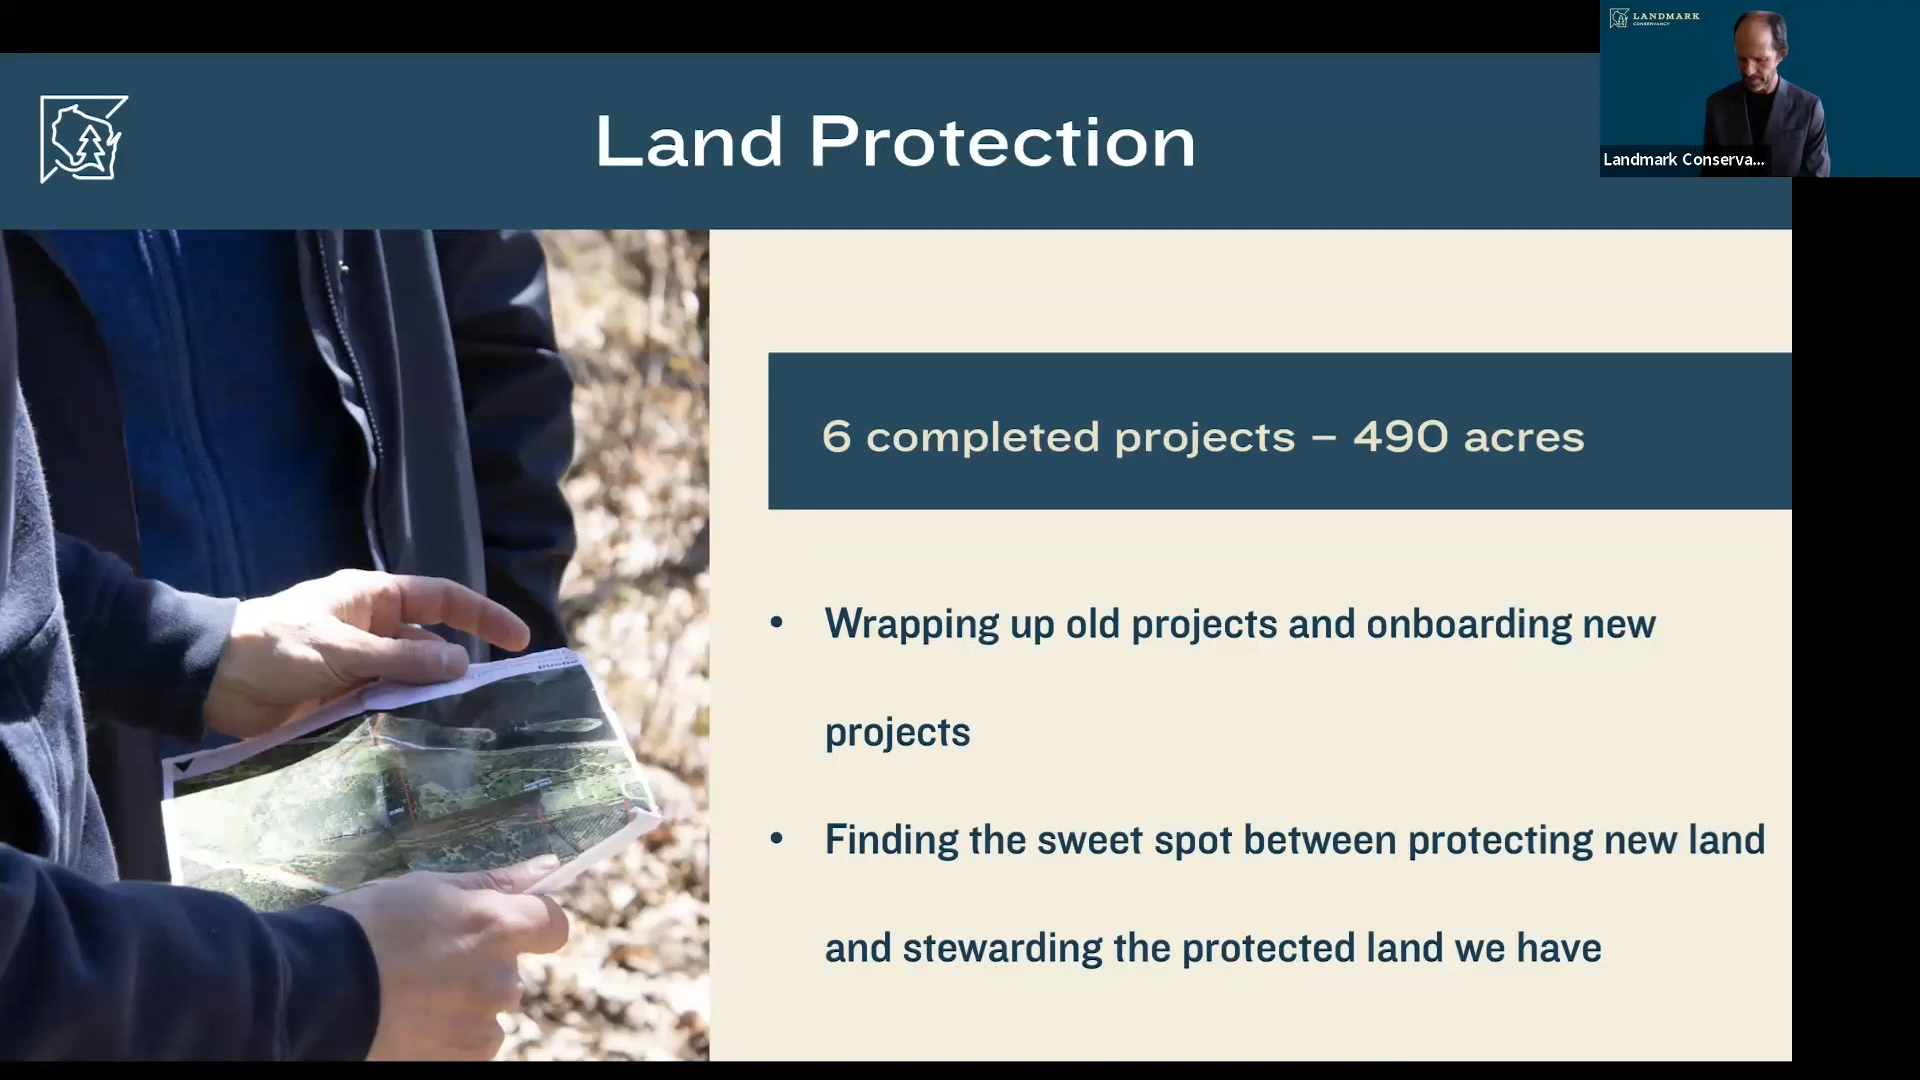 LANDMARK
CONSERVANCY
Landmark Conserva...
Land Protection
6 completed projects – 490 acres
• Wrapping up old projects and onboarding new
projects
• Finding the sweet spot between protecting new land
and stewarding the protected land we have